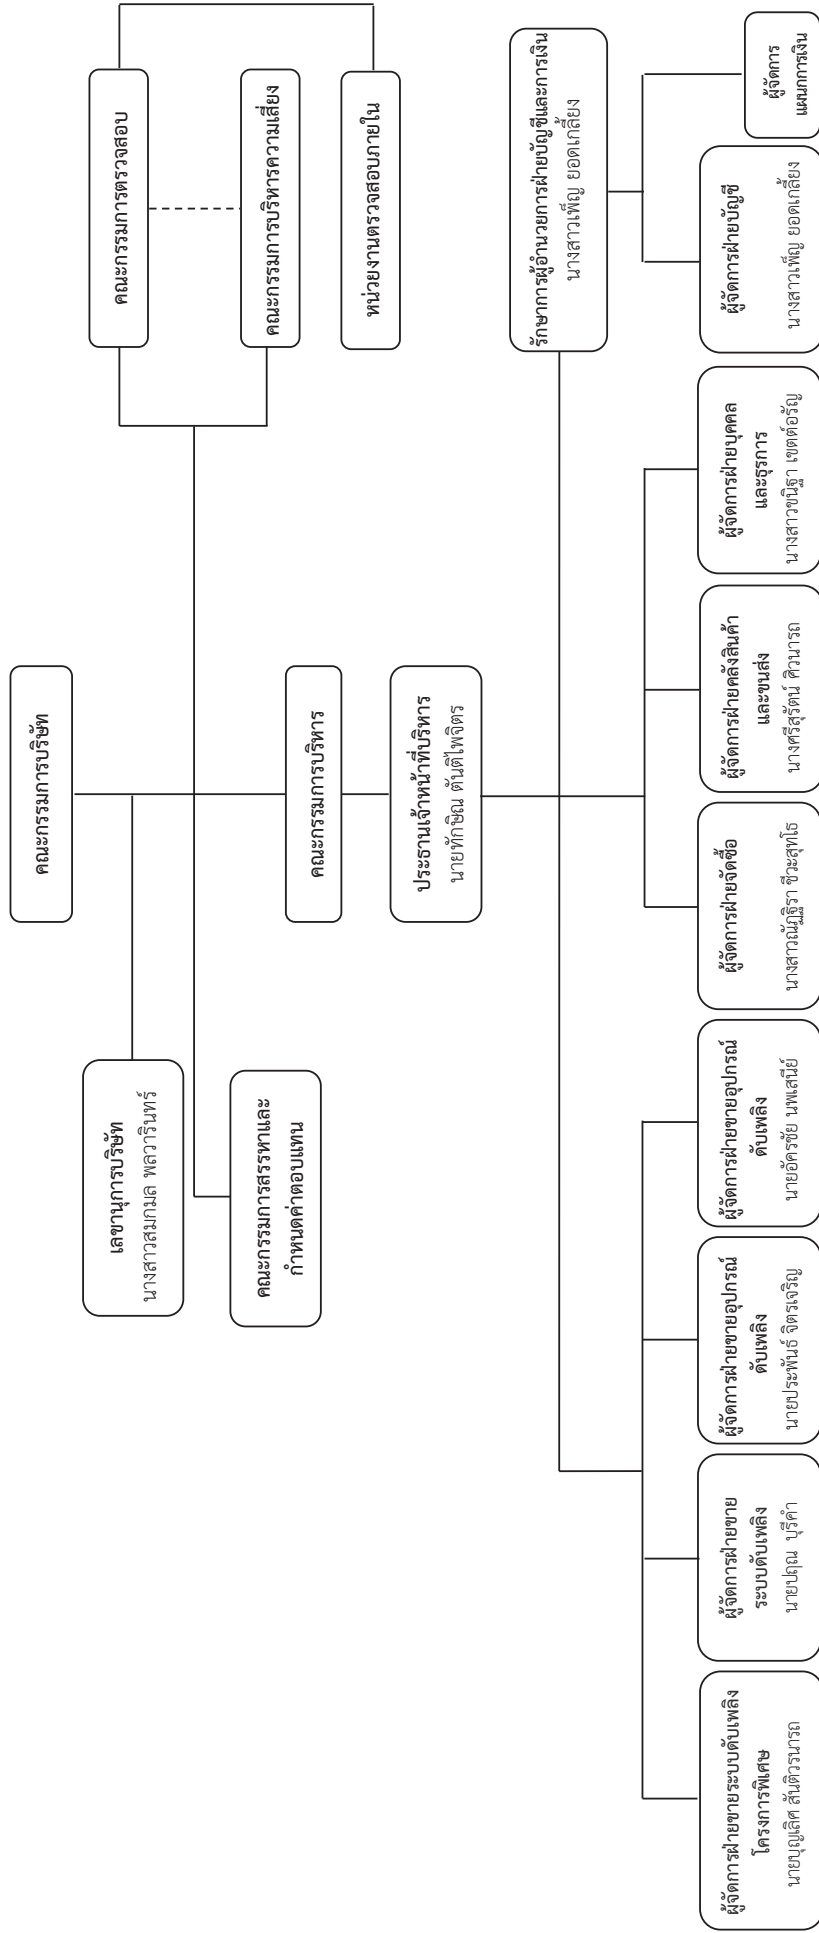 คณะกรรมการบริษัท
เลขานุการบริษัท
นางสาวสมกมล พลวารินทร์
คณะกรรมการตรวจสอบ
คณะกรรมการสรรหาและ
กำหนดค่าตอบแทน
คณะกรรมการบริหาร
คณะกรรมการบริหารความเสี่ยง
หน่วยงานตรวจสอบภายใน
ประธานเจ้าหน้าที่บริหาร
นายทักษิณ ตันติไพจิตร
รักษาการผู้อำนวยการฝ่ายบัญชีและการเงิน
นางสาวเพ็ญ ยอดเกลี้ยง
ผู้จัดการฝ่ายขายระบบดับเพลิง
โครงการพิเศษ
นายบุญเลิศ สันติวรนารถ
ผู้จัดการฝ่ายขาย
ระบบดับเพลิง
นายปฤณ บุรีคำ
ผู้จัดการฝ่ายขายอุปกรณ์
ดับเพลิง
นายประพันธ์ จิตรเจริญ
ผู้จัดการฝ่ายขายอุปกรณ์
ดับเพลิง
นายอัครชัย นพเสนีย์
ผู้จัดการฝ่ายจัดซื้อ
นางสาวณัฏฐิรา ชีวะสุทโธ
ผู้จัดการฝ่ายคลังสินค้า
และขนส่ง
นางศรีสุรัตน์ ศิวนารถ
ผู้จัดการฝ่ายบุคคล
และธุรการ
นางสาวขนิฐา เขตต์อรัญ
ผู้จัดการฝ่ายบัญชี
นางสาวเพ็ญ ยอดเกลี้ยง
ผู้จัดการ
แผนกการเงิน